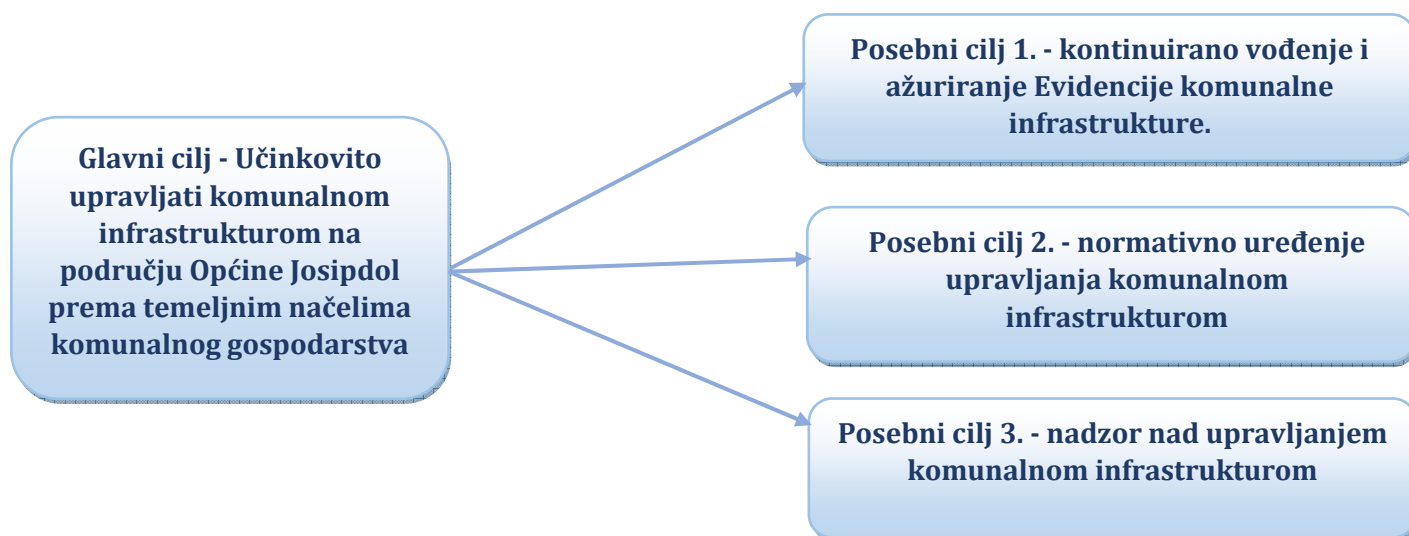 Glavni cilj - Učinkovito
upravljati komunalnom
infrastrukturom na
području Općine Josipdol
prema temeljnim načelima
komunalnog gospodarstva
Posebni cilj 1. - kontinuirano vođenje i
ažuriranje Evidencije komunalne
infrastrukture.
Posebni cilj 2. - normativno uređenje
upravljanja komunalnom
infrastrukturom
Posebni cilj 3. - nadzor nad upravljanjem
komunalnom infrastrukturom